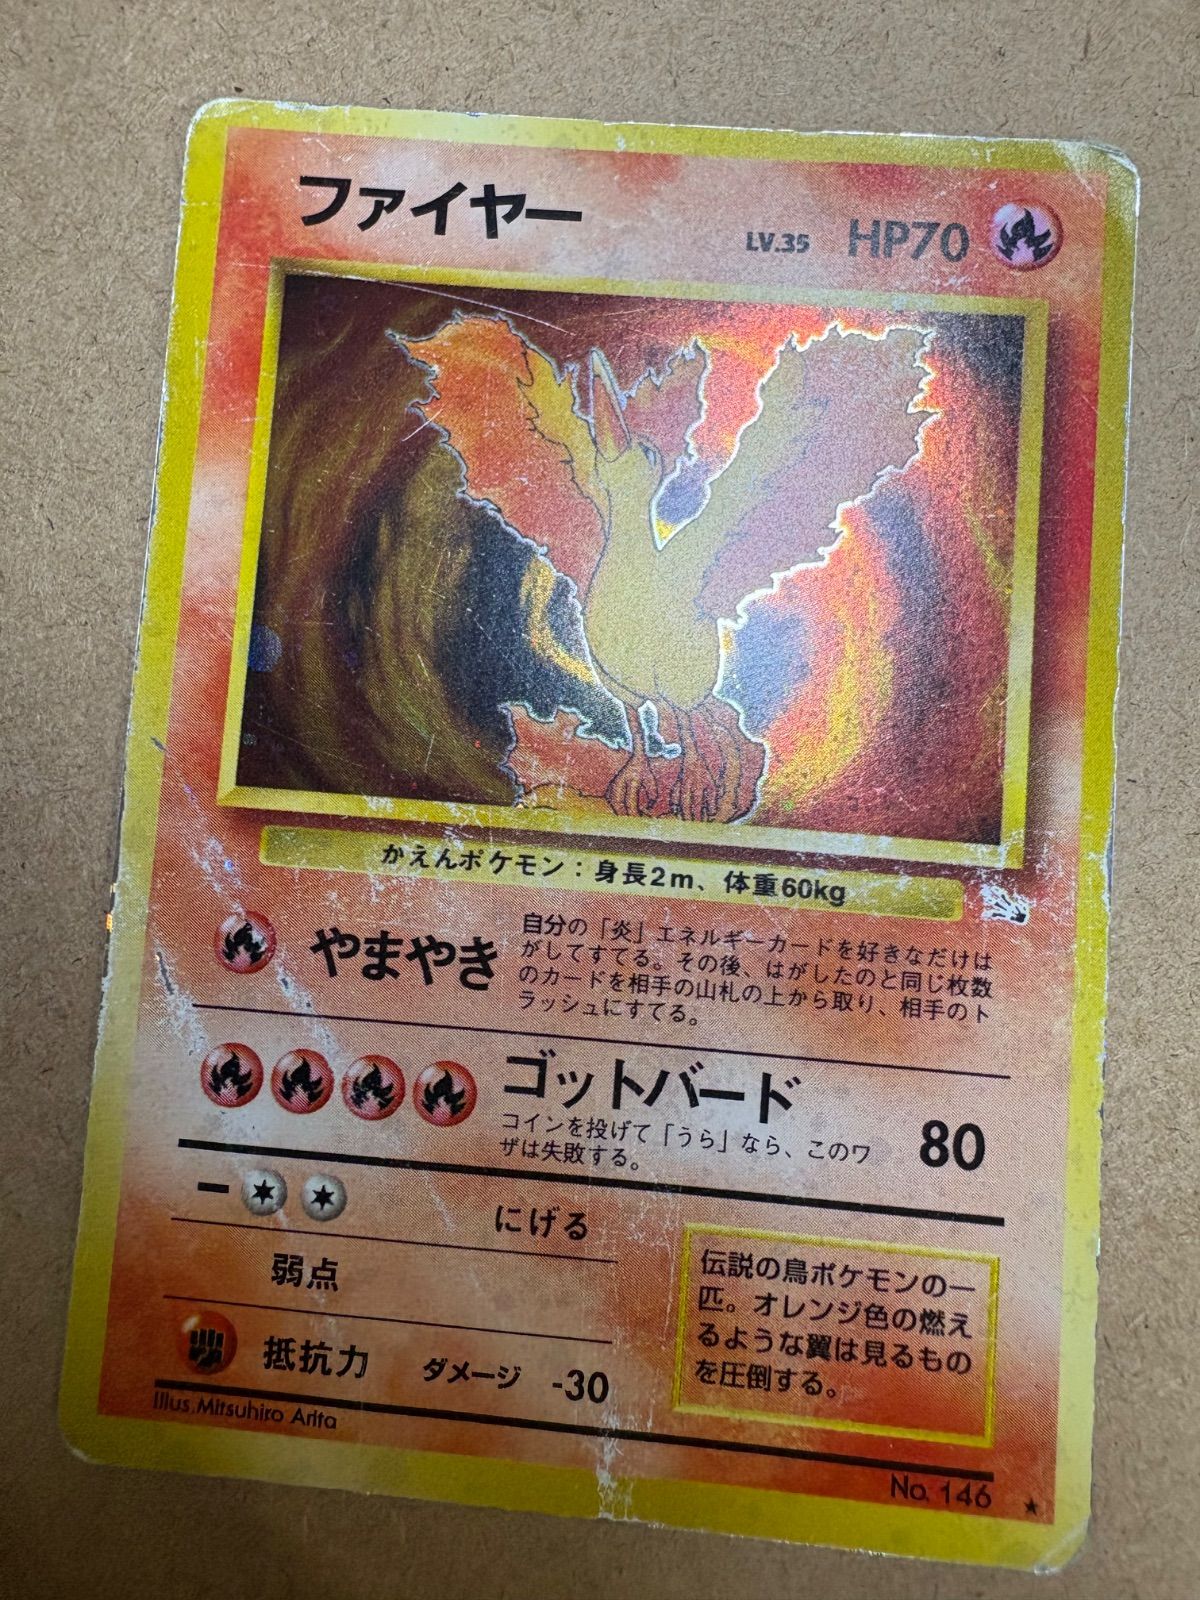 ファイヤー
LV.35 HP70
かえんポケモン：身長2m、体重60kg
やまやき
自分の「炎」エネルギーカードを好きなだけは
がしてすてる。その後、はがしたのと同じ枚数
のカードを相手の山札の上から取り、相手のト
ラッシュにすてる。
ゴッドバード
コインを投げて「うら」なら、このワ
ザは失敗する。
80
にげる
弱点
抵抗力 ダメージ -30
伝説の鳥ポケモンの一
匹。オレンジ色の燃え
るような翼は見るもの
を圧倒する。
Illus.Mitsuhiro Arita
No. 146 ★